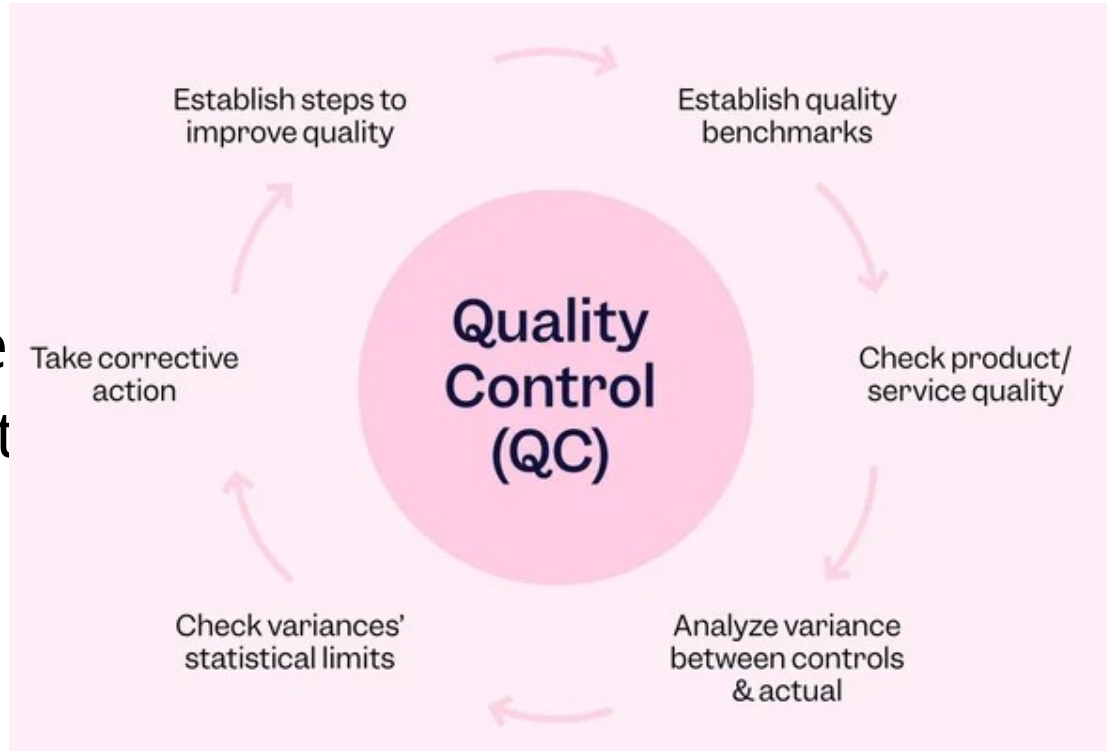 Establish steps to
improve quality
Establish quality
benchmarks
Check product/
service quality
Analyze variance
between controls
& actual
Check variances’
statistical limits
Take corrective
action
Quality
Control
(QC)